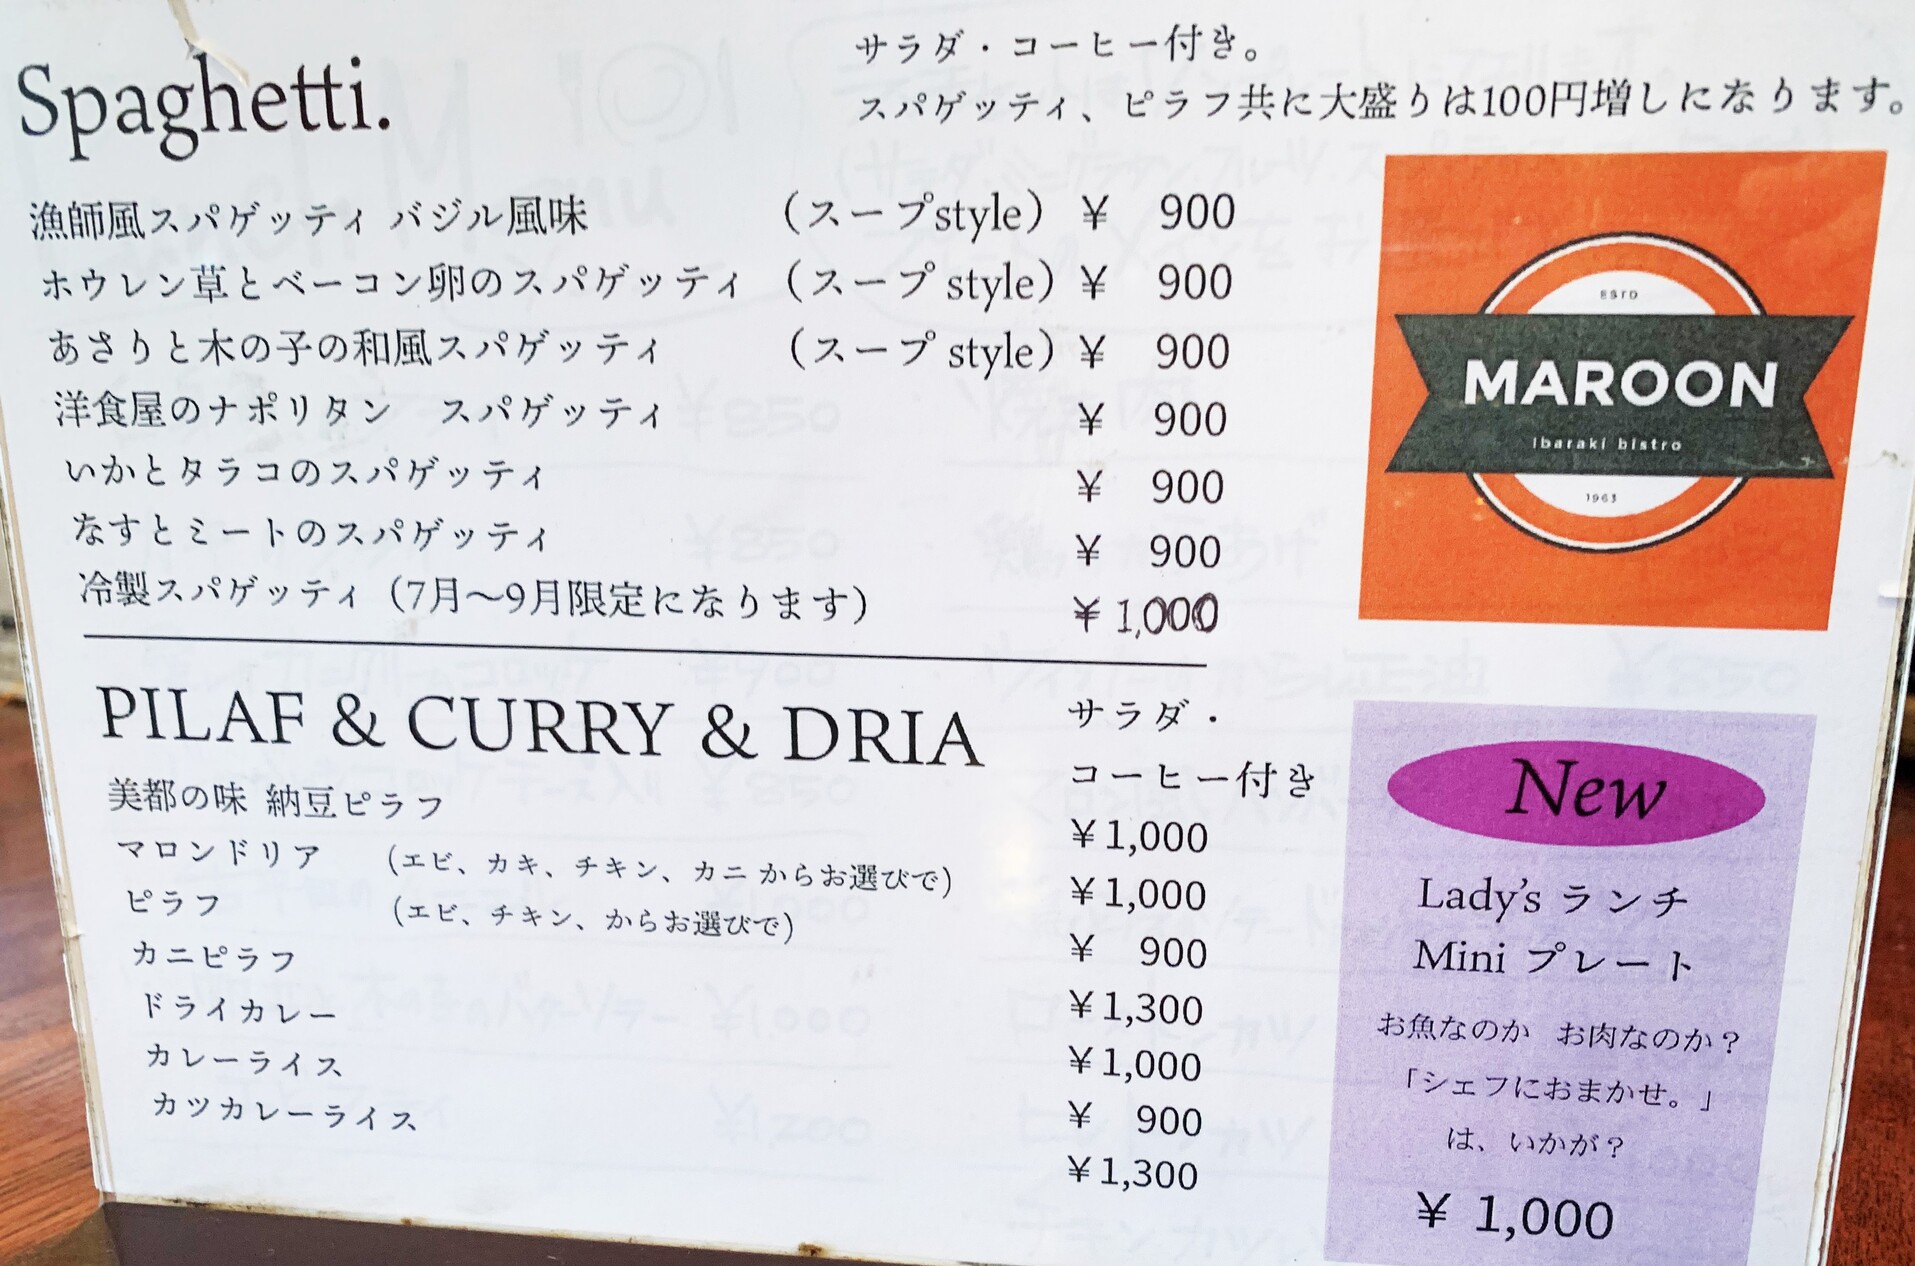 Spaghetti.
サラダ・コーヒー付き。
スパゲッティ、ピラフ共に大盛りは100円増しになります。
漁師風スパゲッティ バジル風味 （スープstyle） ¥ 900
ホウレン草とベーコン卵のスパゲッティ （スープ style） ¥ 900
あさりと木の子の和風スパゲッティ （スープ style） ¥ 900
洋食屋のナポリタン　スパゲッティ ¥ 900
いかとタラコのスパゲッティ ¥ 900
なすとミートのスパゲッティ ¥ 900
冷製スパゲッティ（7月～9月限定になります） ¥ 1,000
ESTD
MAROON
Ibaraki bistro
1963
PILAF & CURRY & DRIA
サラダ・
コーヒー付き
美都の味 納豆ピラフ ¥1,000
マロンドリア (エビ、カキ、チキン、カニ からお選びで) ¥1,000
ピラフ (エビ、チキン、からお選びで) ¥ 900
カニピラフ ¥1,300
ドライカレー ¥1,000
カレーライス ¥ 900
カツカレーライス ¥1,300
New
Lady's ランチ
Mini プレート
お魚なのか お肉なのか？
「シェフにおまかせ。」
は、いかが？
¥ 1,000